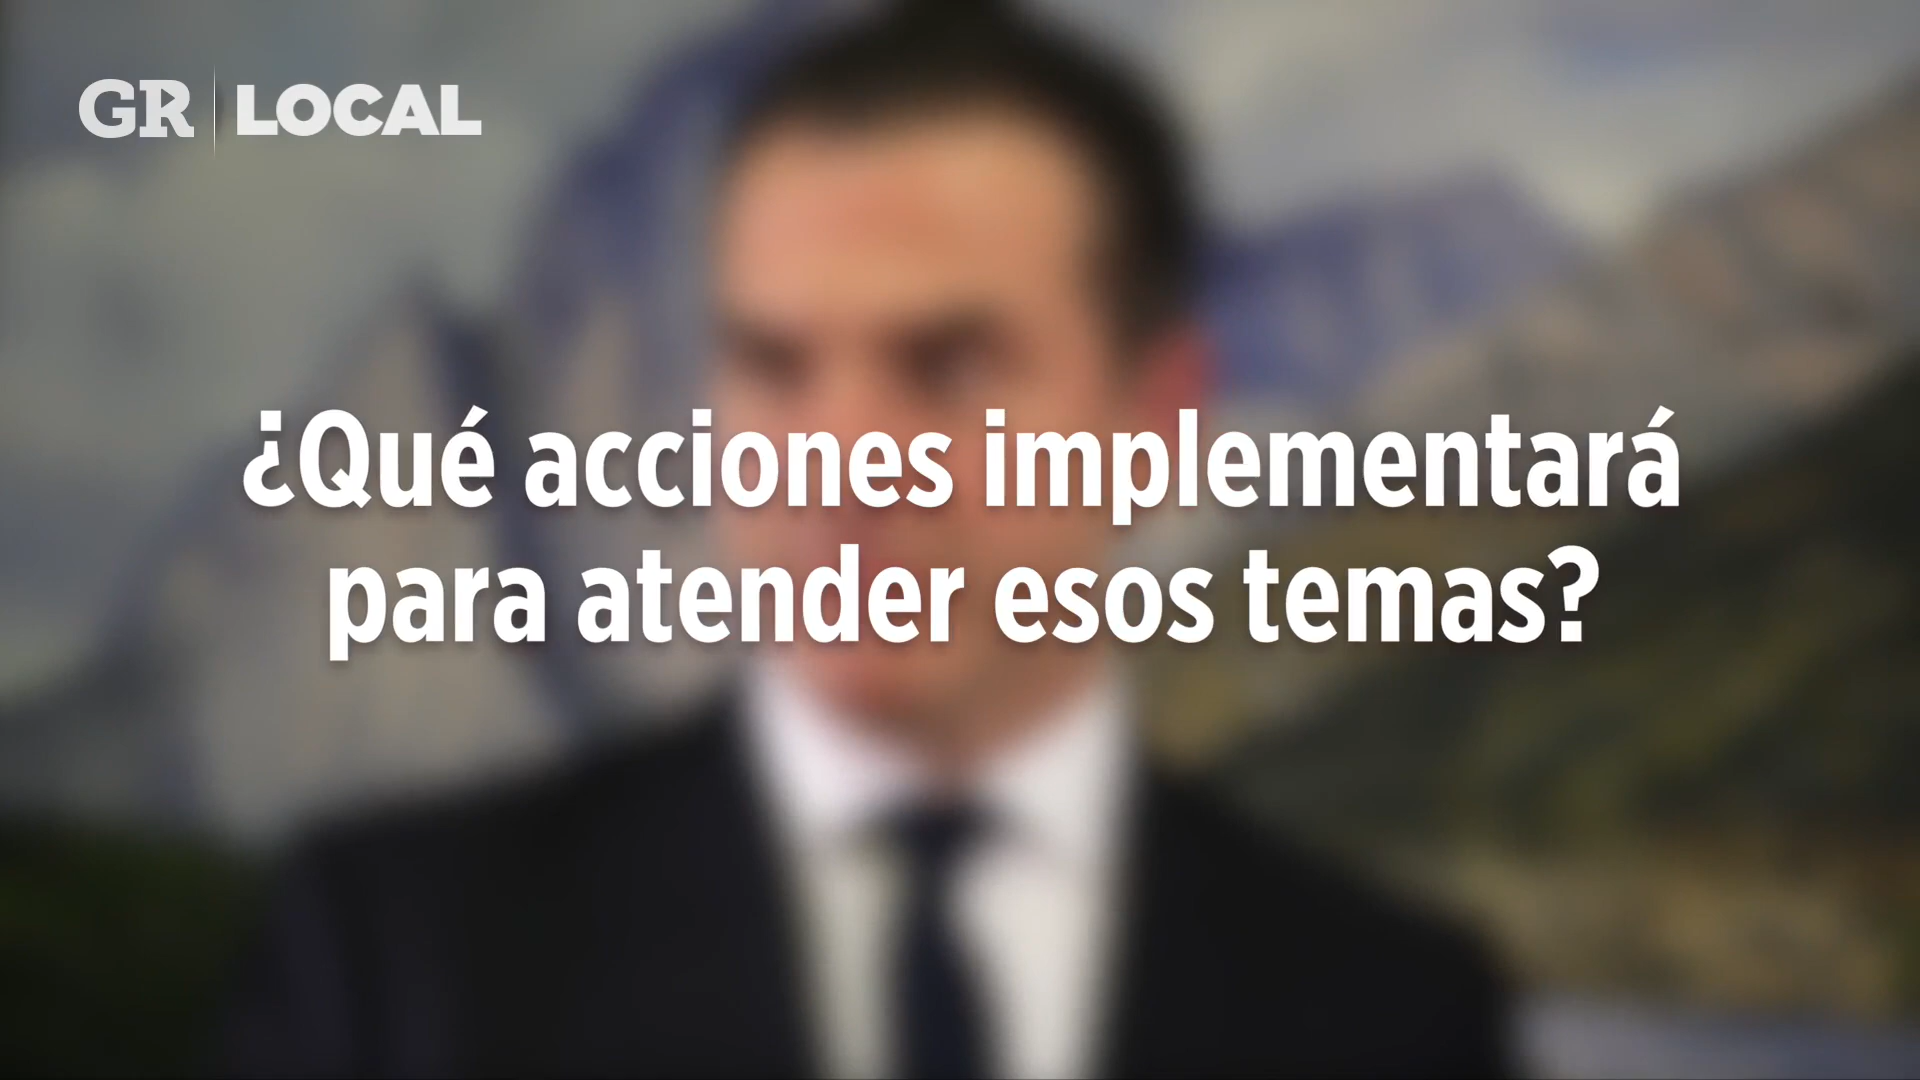 GR | LOCAL
¿Qué acciones implementará
para atender esos temas?